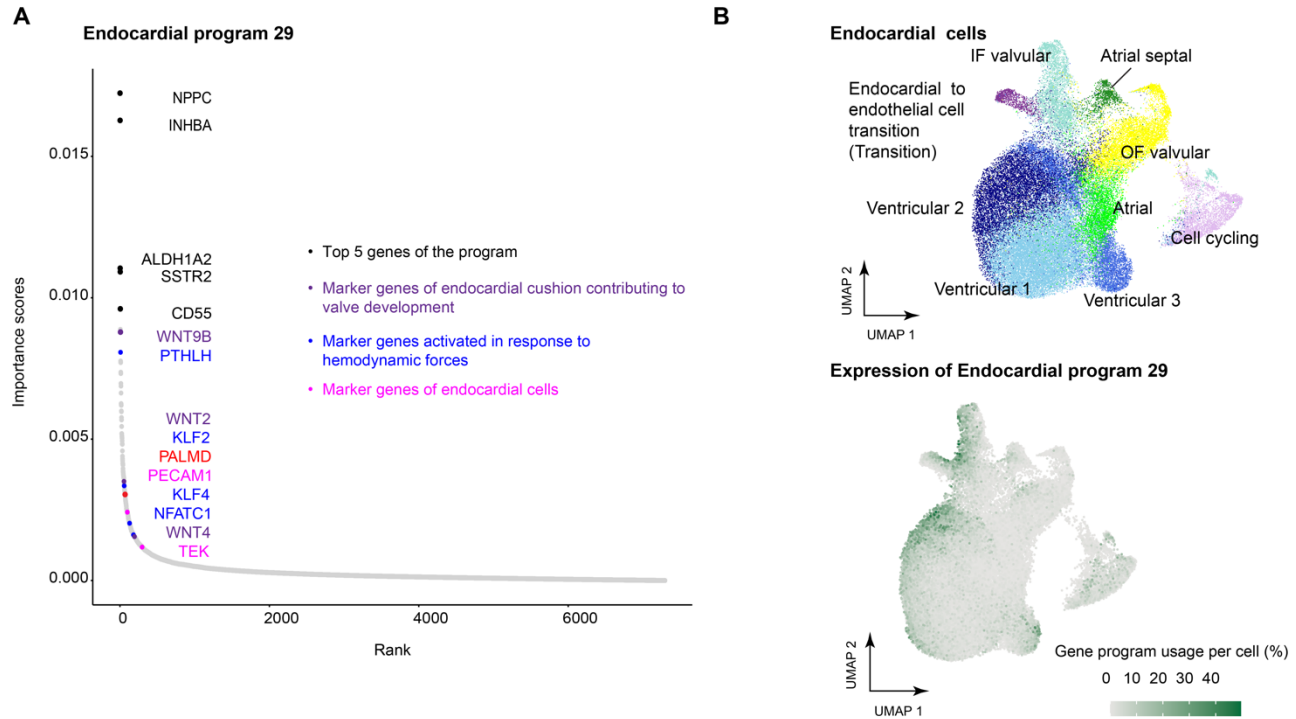 A
Endocardial program 29
Importance scores
0.015
0.010
0.005
0.000
NPPC
INHBA
ALDH1A2
SSTR2
CD55
WNT9B
PTHLH
WNT2
KLF2
PALMD
PECAM1
KLF4
NFATC1
WNT4
TEK
Top 5 genes of the program
Marker genes of endocardial cushion contributing to
valve development
Marker genes activated in response to
hemodynamic forces
Marker genes of endocardial cells
0 2000 4000 6000
Rank
B
Endocardial cells
IF valvular
Atrial septal
Endocardial to
endothelial cell
transition
(Transition)
OF valvular
Ventricular 2
Atrial
Cell cycling
Ventricular 1
Ventricular 3
UMAP 2
UMAP 1
Expression of Endocardial program 29
Gene program usage per cell (%)
0 10 20 30 40
UMAP 2
UMAP 1